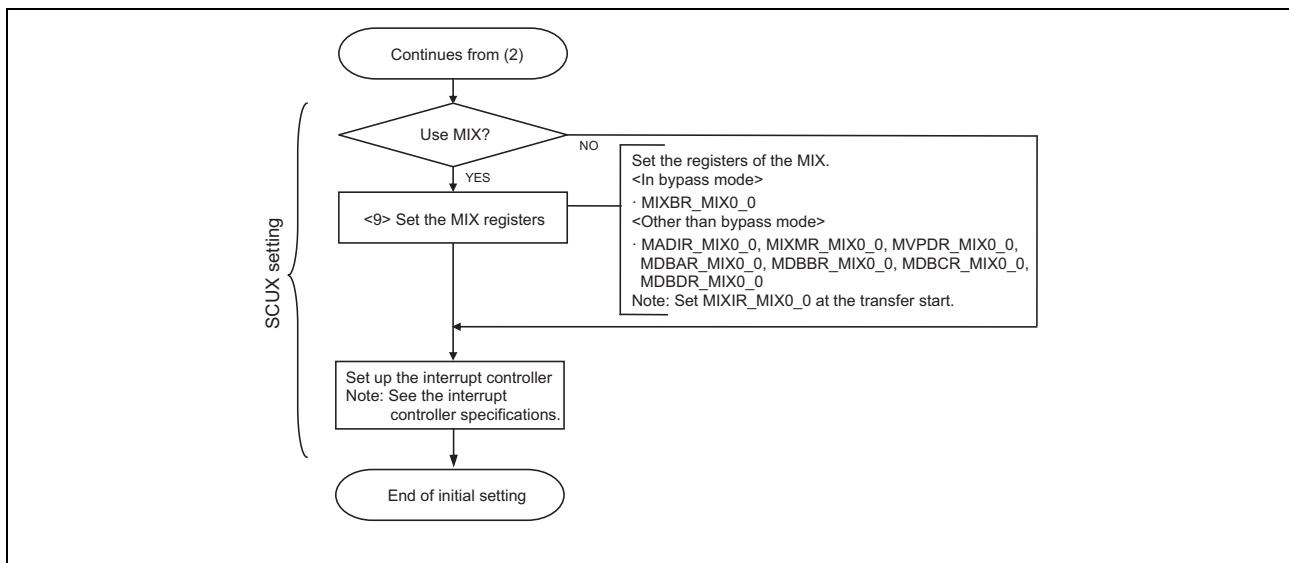 Continues from (2)
Use MIX?
NO
YES
<9> Set the MIX registers
Set the registers of the MIX.
<In bypass mode>
· MIXBR_MIX0_0
<Other than bypass mode>
· MADIR_MIX0_0, MIXMR_MIX0_0, MVPDR_MIX0_0,
MDBAR_MIX0_0, MDBBR_MIX0_0, MDBCR_MIX0_0,
MDBDR_MIX0_0
Note: Set MIXIR_MIX0_0 at the transfer start.
SCUX setting
Set up the interrupt controller
Note: See the interrupt
controller specifications.
End of initial setting